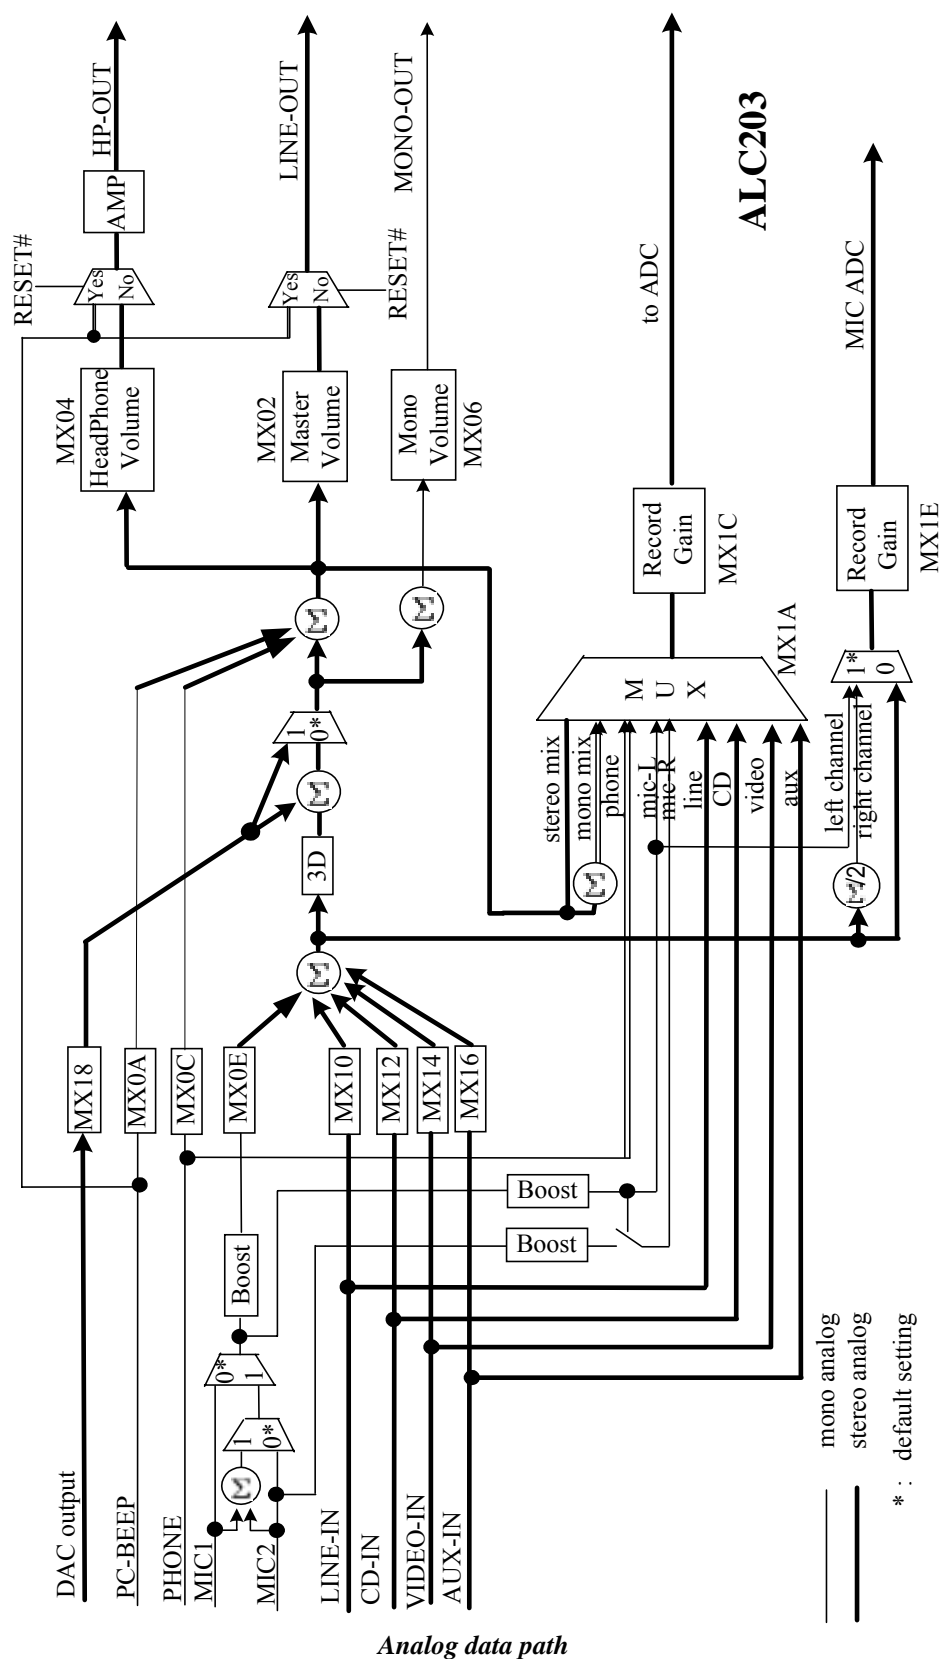 DAC output
PC-BEEP
PHONE
MIC1
MIC2
LINE-IN
CD-IN
VIDEO-IN
AUX-IN
Σ
1
0*
0*
1
Boost
Boost
Boost
MX18
MX0A
MX0C
MX0E
MX10
MX12
MX14
MX16
Σ
3D
Σ
1
0*
Σ
Σ
MX04
HeadPhone
Volume
MX02
Master
Volume
Mono
Volume
MX06
RESET#
Yes
No
AMP
HP-OUT
Yes
No
RESET#
LINE-OUT
MONO-OUT
stereo mix
mono mix
phone
mic-L
mic-R
line
CD
video
aux
Σ
M
U
X
MX1A
Record
Gain
MX1C
to ADC
left channel
right channel
Σ/2
1*
0
Record
Gain
MX1E
MIC ADC
ALC203
mono analog
stereo analog
* : default setting
Analog data path